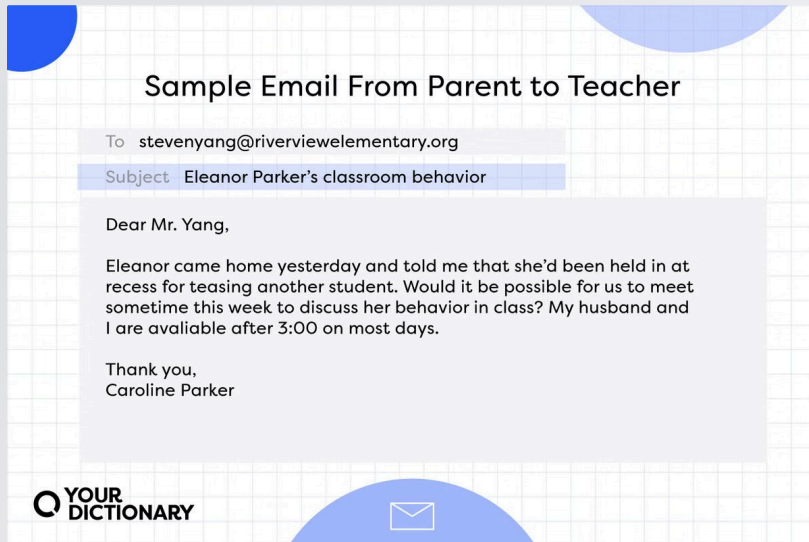 Sample Email From Parent to Teacher
To stevenyang@riverviewelementary.org
Subject Eleanor Parker’s classroom behavior
Dear Mr. Yang,
Eleanor came home yesterday and told me that she’d been held in at
recess for teasing another student. Would it be possible for us to meet
sometime this week to discuss her behavior in class? My husband and
I are avaliable after 3:00 on most days.
Thank you,
Caroline Parker
YOUR
DICTIONARY